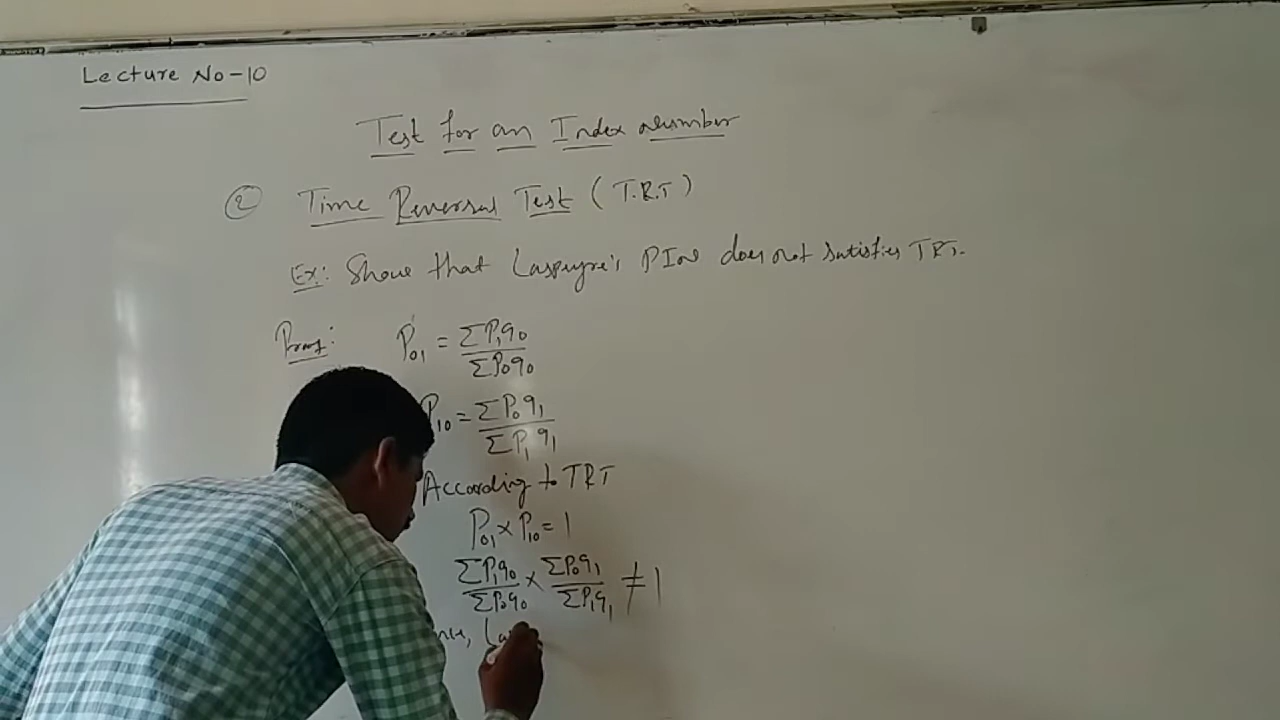 Lecture No-10
Test for an Index Number
② Time Reversal Test (T.R.T)
Ex: Show that Laspeyre's PIN does not satisfies TRT.
Proof: P₀₁ = ΣP₁q₀ / ΣP₀q₀
P₁₀ = ΣP₀q₁ / ΣP₁q₁
According to TRT
P₀₁ × P₁₀ = 1
ΣP₁q₀ / ΣP₀q₀ × ΣP₀q₁ / ΣP₁q₁ ≠ 1